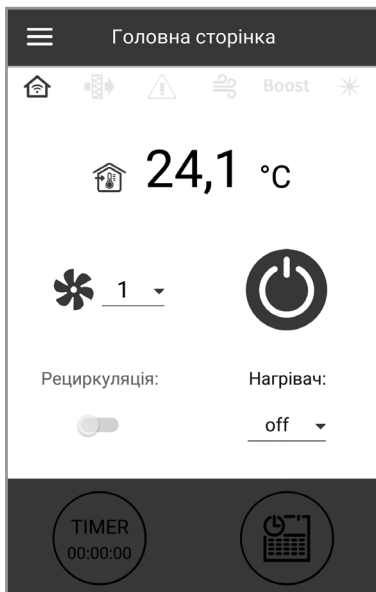 Головна сторінка
Boost
24,1 °C
1
Рециркуляція: Нагрівач:
off
TIMER
00:00:00